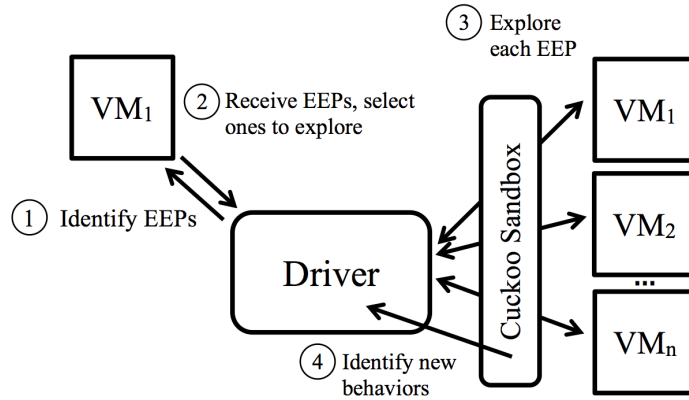 3 Explore
each EEP
VM1
2 Receive EEPs, select
ones to explore
VM1
1 Identify EEPs
Driver
Cuckoo Sandbox
VM2
...
VMn
4 Identify new
behaviors